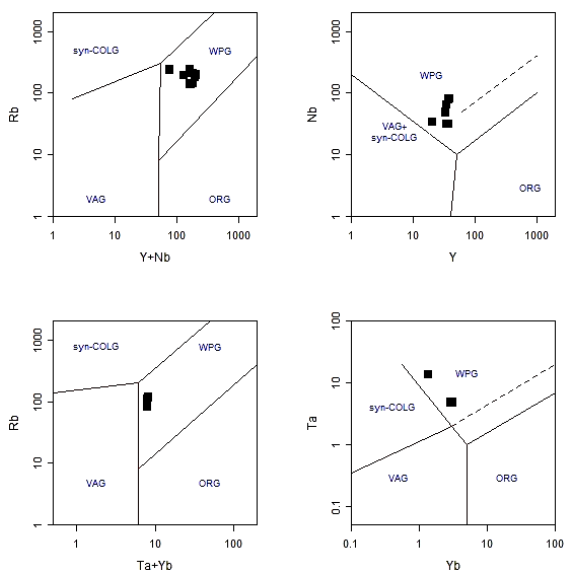 1000
100
10
1
Rb
syn-COLG
WPG
VAG
ORG
1 10 100 1000
Y+Nb
1000
100
10
1
Nb
WPG
VAG+
syn-COLG
ORG
1 10 100 1000
Y
1000
100
10
1
Rb
syn-COLG
WPG
VAG
ORG
1 10 100
Ta+Yb
100
10
1
0.1
Ta
WPG
syn-COLG
VAG
ORG
0.1 1 10 100
Yb